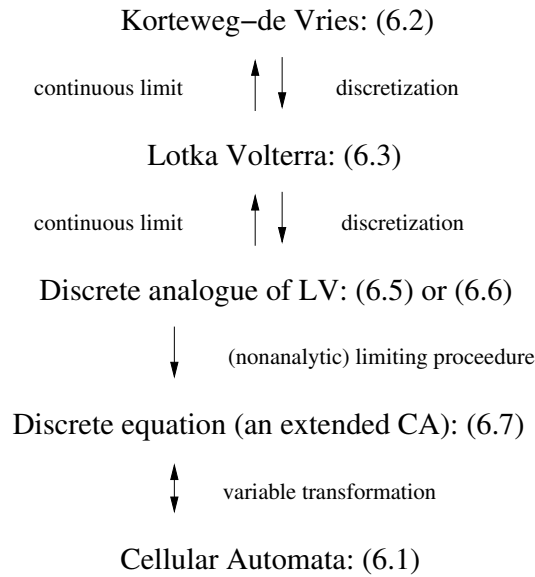 Korteweg−de Vries: (6.2)
continuous limit discretization
Lotka Volterra: (6.3)
continuous limit discretization
Discrete analogue of LV: (6.5) or (6.6)
(nonanalytic) limiting proceedure
Discrete equation (an extended CA): (6.7)
variable transformation
Cellular Automata: (6.1)